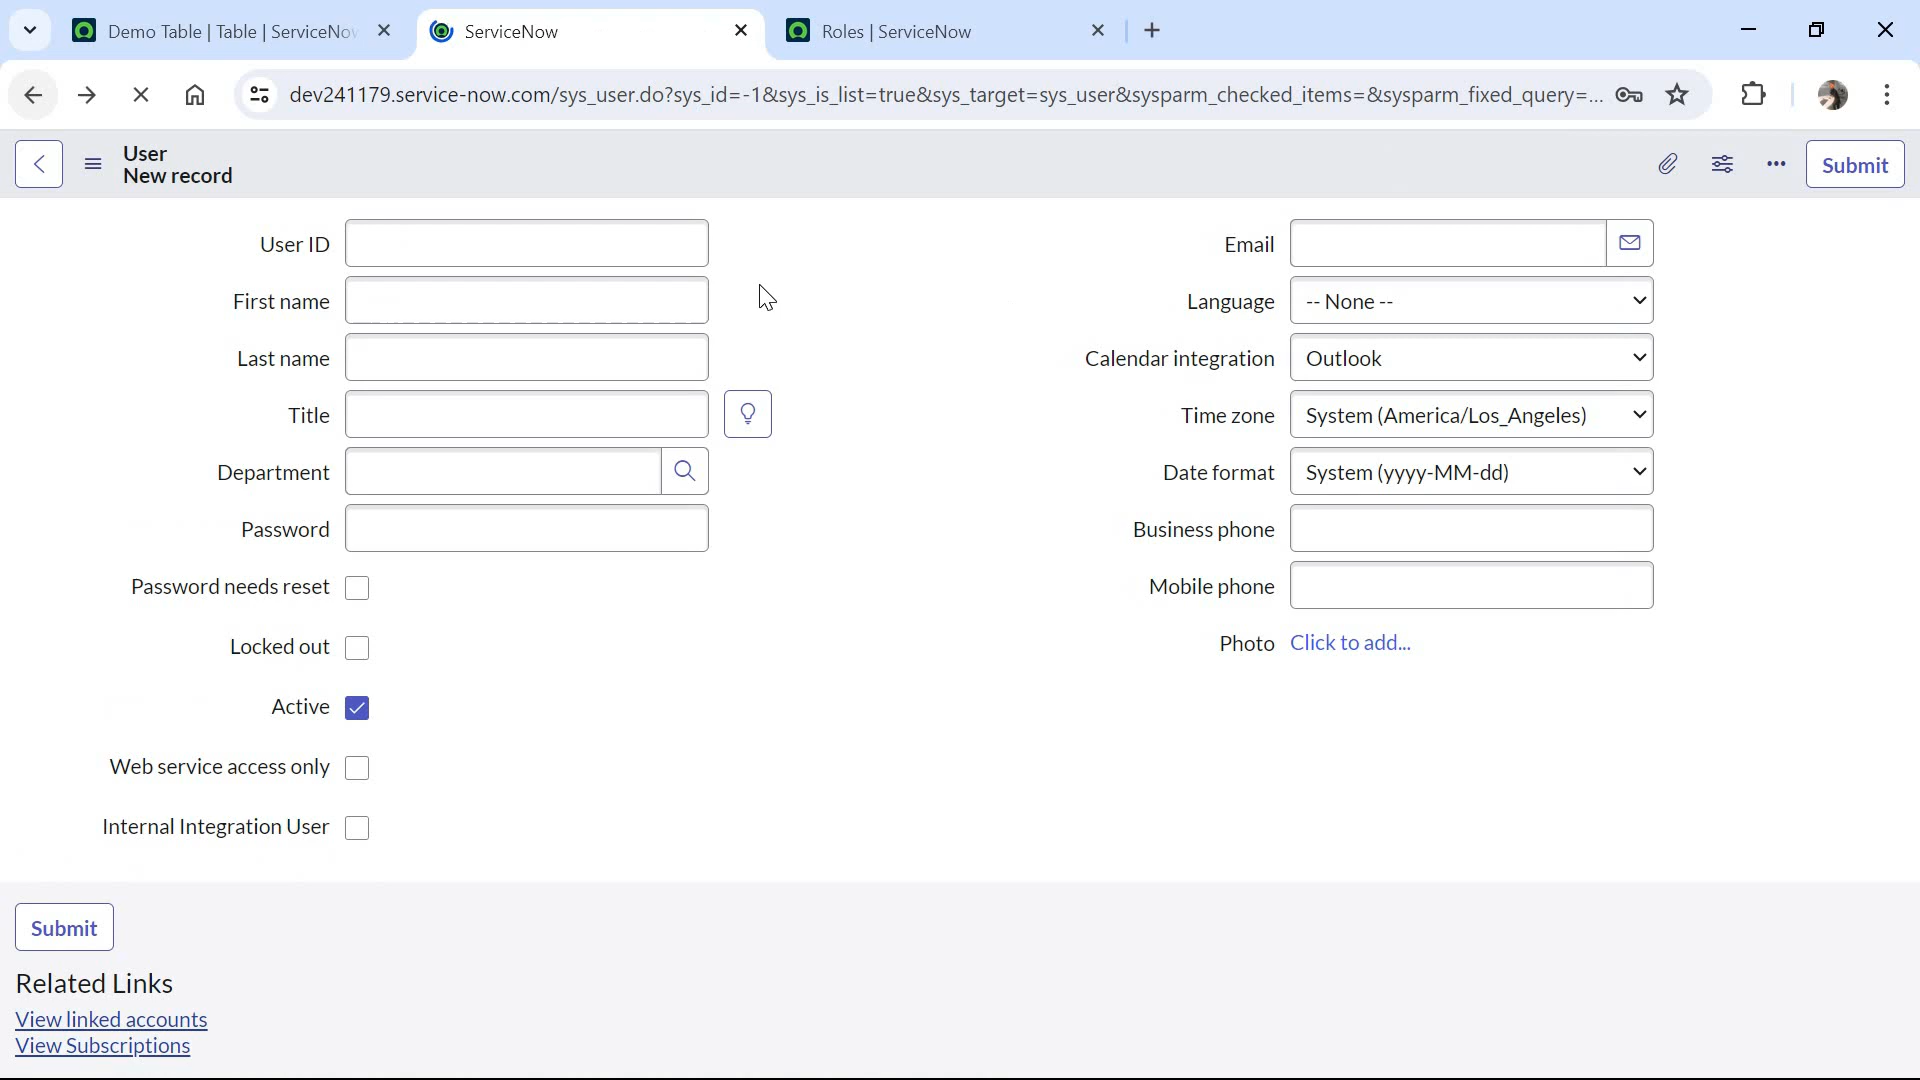 Demo Table | Table | ServiceNo
ServiceNow
Roles | ServiceNow
dev241179.service-now.com/sys_user.do?sys_id=-1&sys_is_list=true&sys_target=sys_user&sysparm_checked_items=&sysparm_fixed_query=...
User
New record
Submit
User ID
First name
Last name
Title
Department
Password
Password needs reset
Locked out
Active
Web service access only
Internal Integration User
Email
Language -- None --
Calendar integration Outlook
Time zone System (America/Los_Angeles)
Date format System (yyyy-MM-dd)
Business phone
Mobile phone
Photo Click to add...
Submit
Related Links
View linked accounts
View Subscriptions